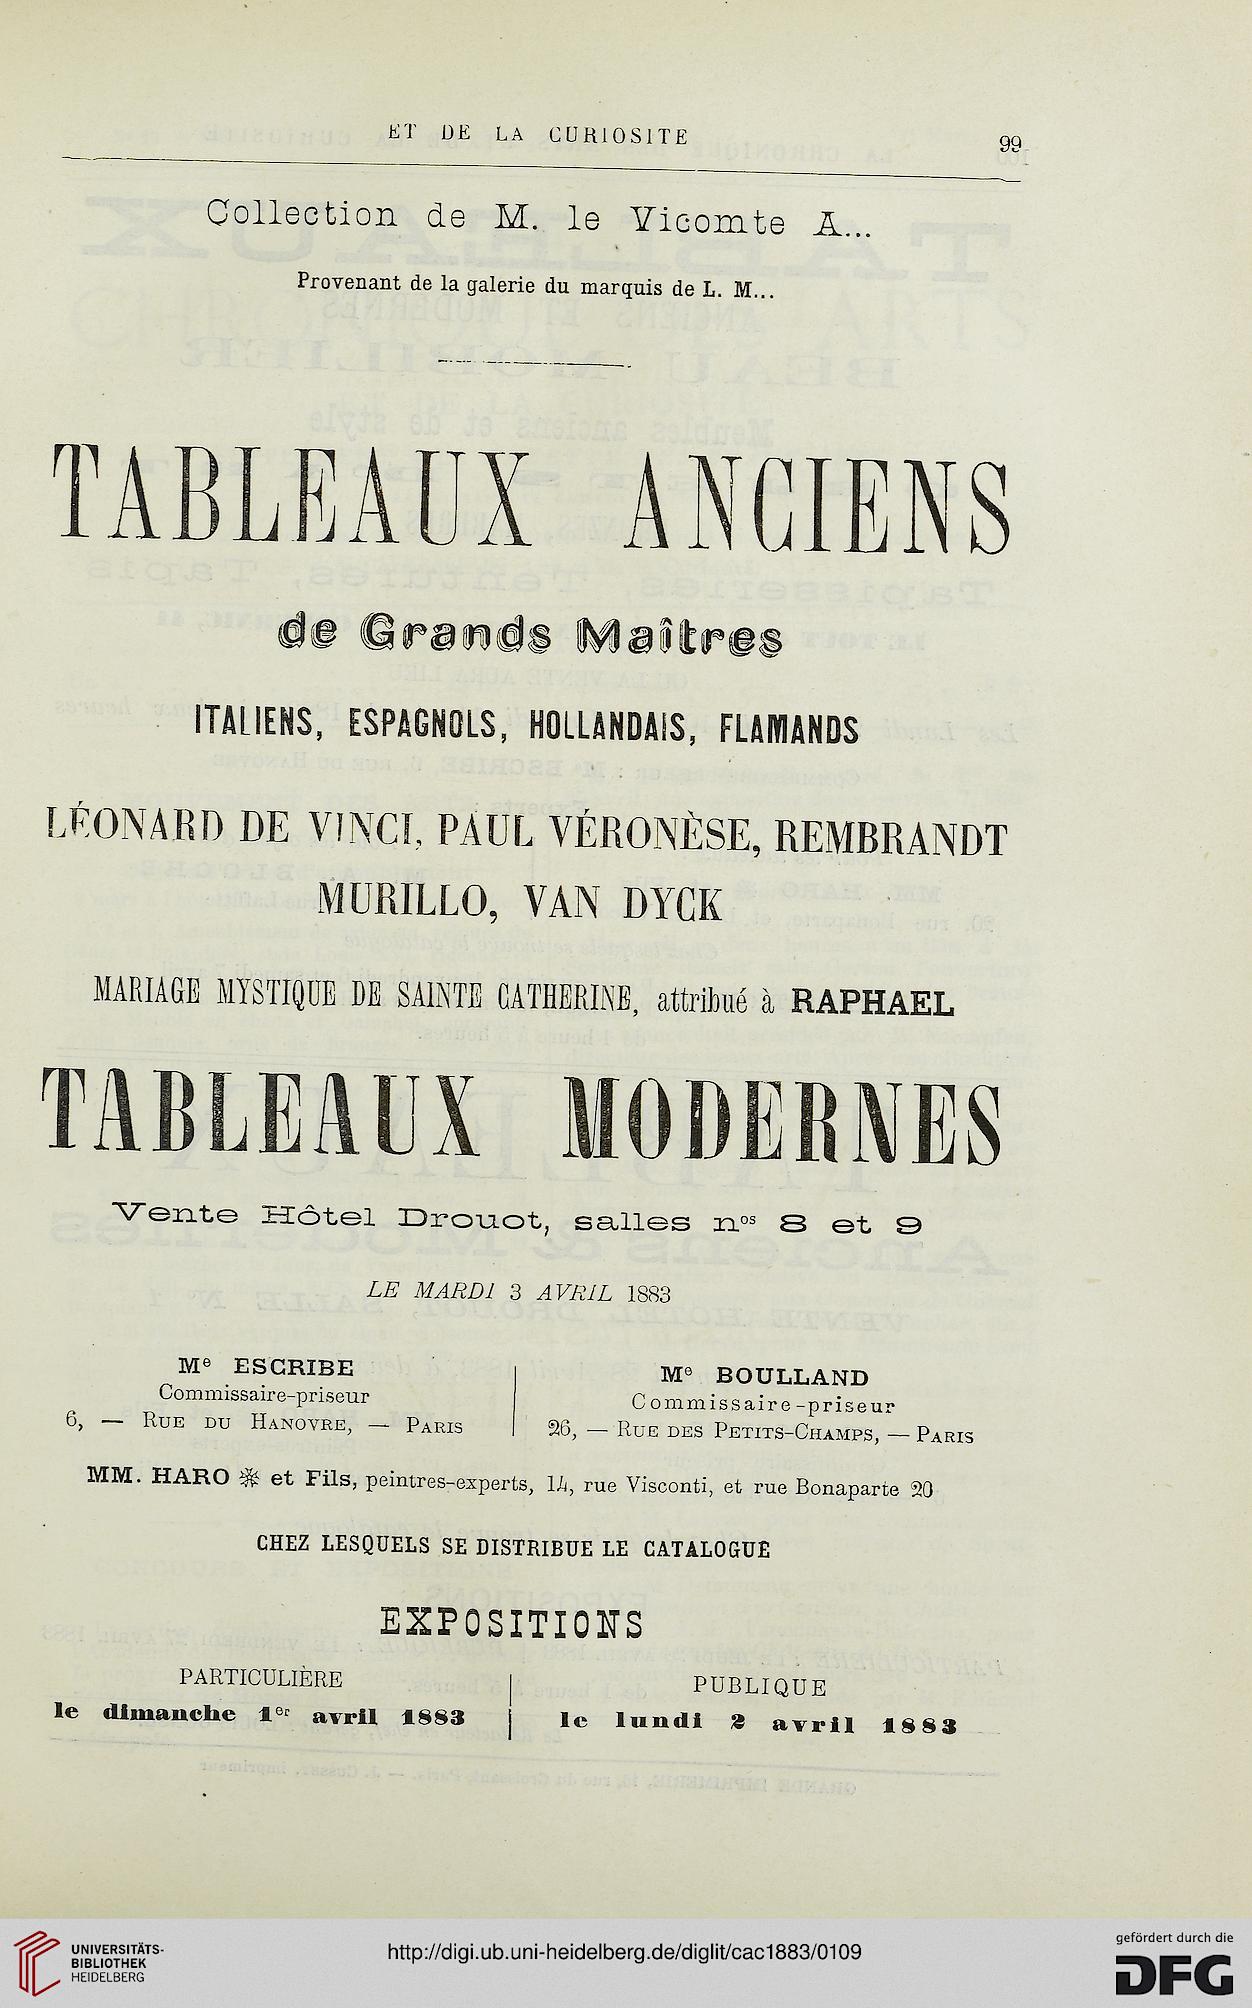 ET DE LA CURIOSITE
99
Collection de M. le Vicomte A...
Provenant de la galerie du marquis de L. M...
TABLEAUX ANCIENS
de Grands Maîtres
ITALIENS, ESPAGNOLS, HOLLANDAIS, FLAMANDS
LÉONARD DE VINCI, PAUL VÉRONÈSE, REMBRANDT
MURILLO, VAN DYCK
MARIAGE MYSTIQUE DE SAINTE CATHERINE, attribué à RAPHAEL
TABLEAUX MODERNES
Vente Hôtel Drouot, salles nos 8 et 9
LE MARDI 3 AVRIL 1883
Me ESCRIBE
Commissaire-priseur
6, — RUE DU HANOVRE, — PARIS
Me BOULLAND
Commissaire-priseur
26, — RUE DES PETITS-CHAMPS, — PARIS
MM. HARO ❋ et Fils, peintres-experts, 14, rue Visconti, et rue Bonaparte 20
CHEZ LESQUELS SE DISTRIBUE LE CATALOGUE
EXPOSITIONS
PARTICULIÈRE
le dimanche 1er avril 1883
PUBLIQUE
le lundi 2 avril 1883
UNIVERSITÄTS-
BIBLIOTHEK
HEIDELBERG
http://digi.ub.uni-heidelberg.de/diglit/cac1883/0109
gefördert durch die
DFG